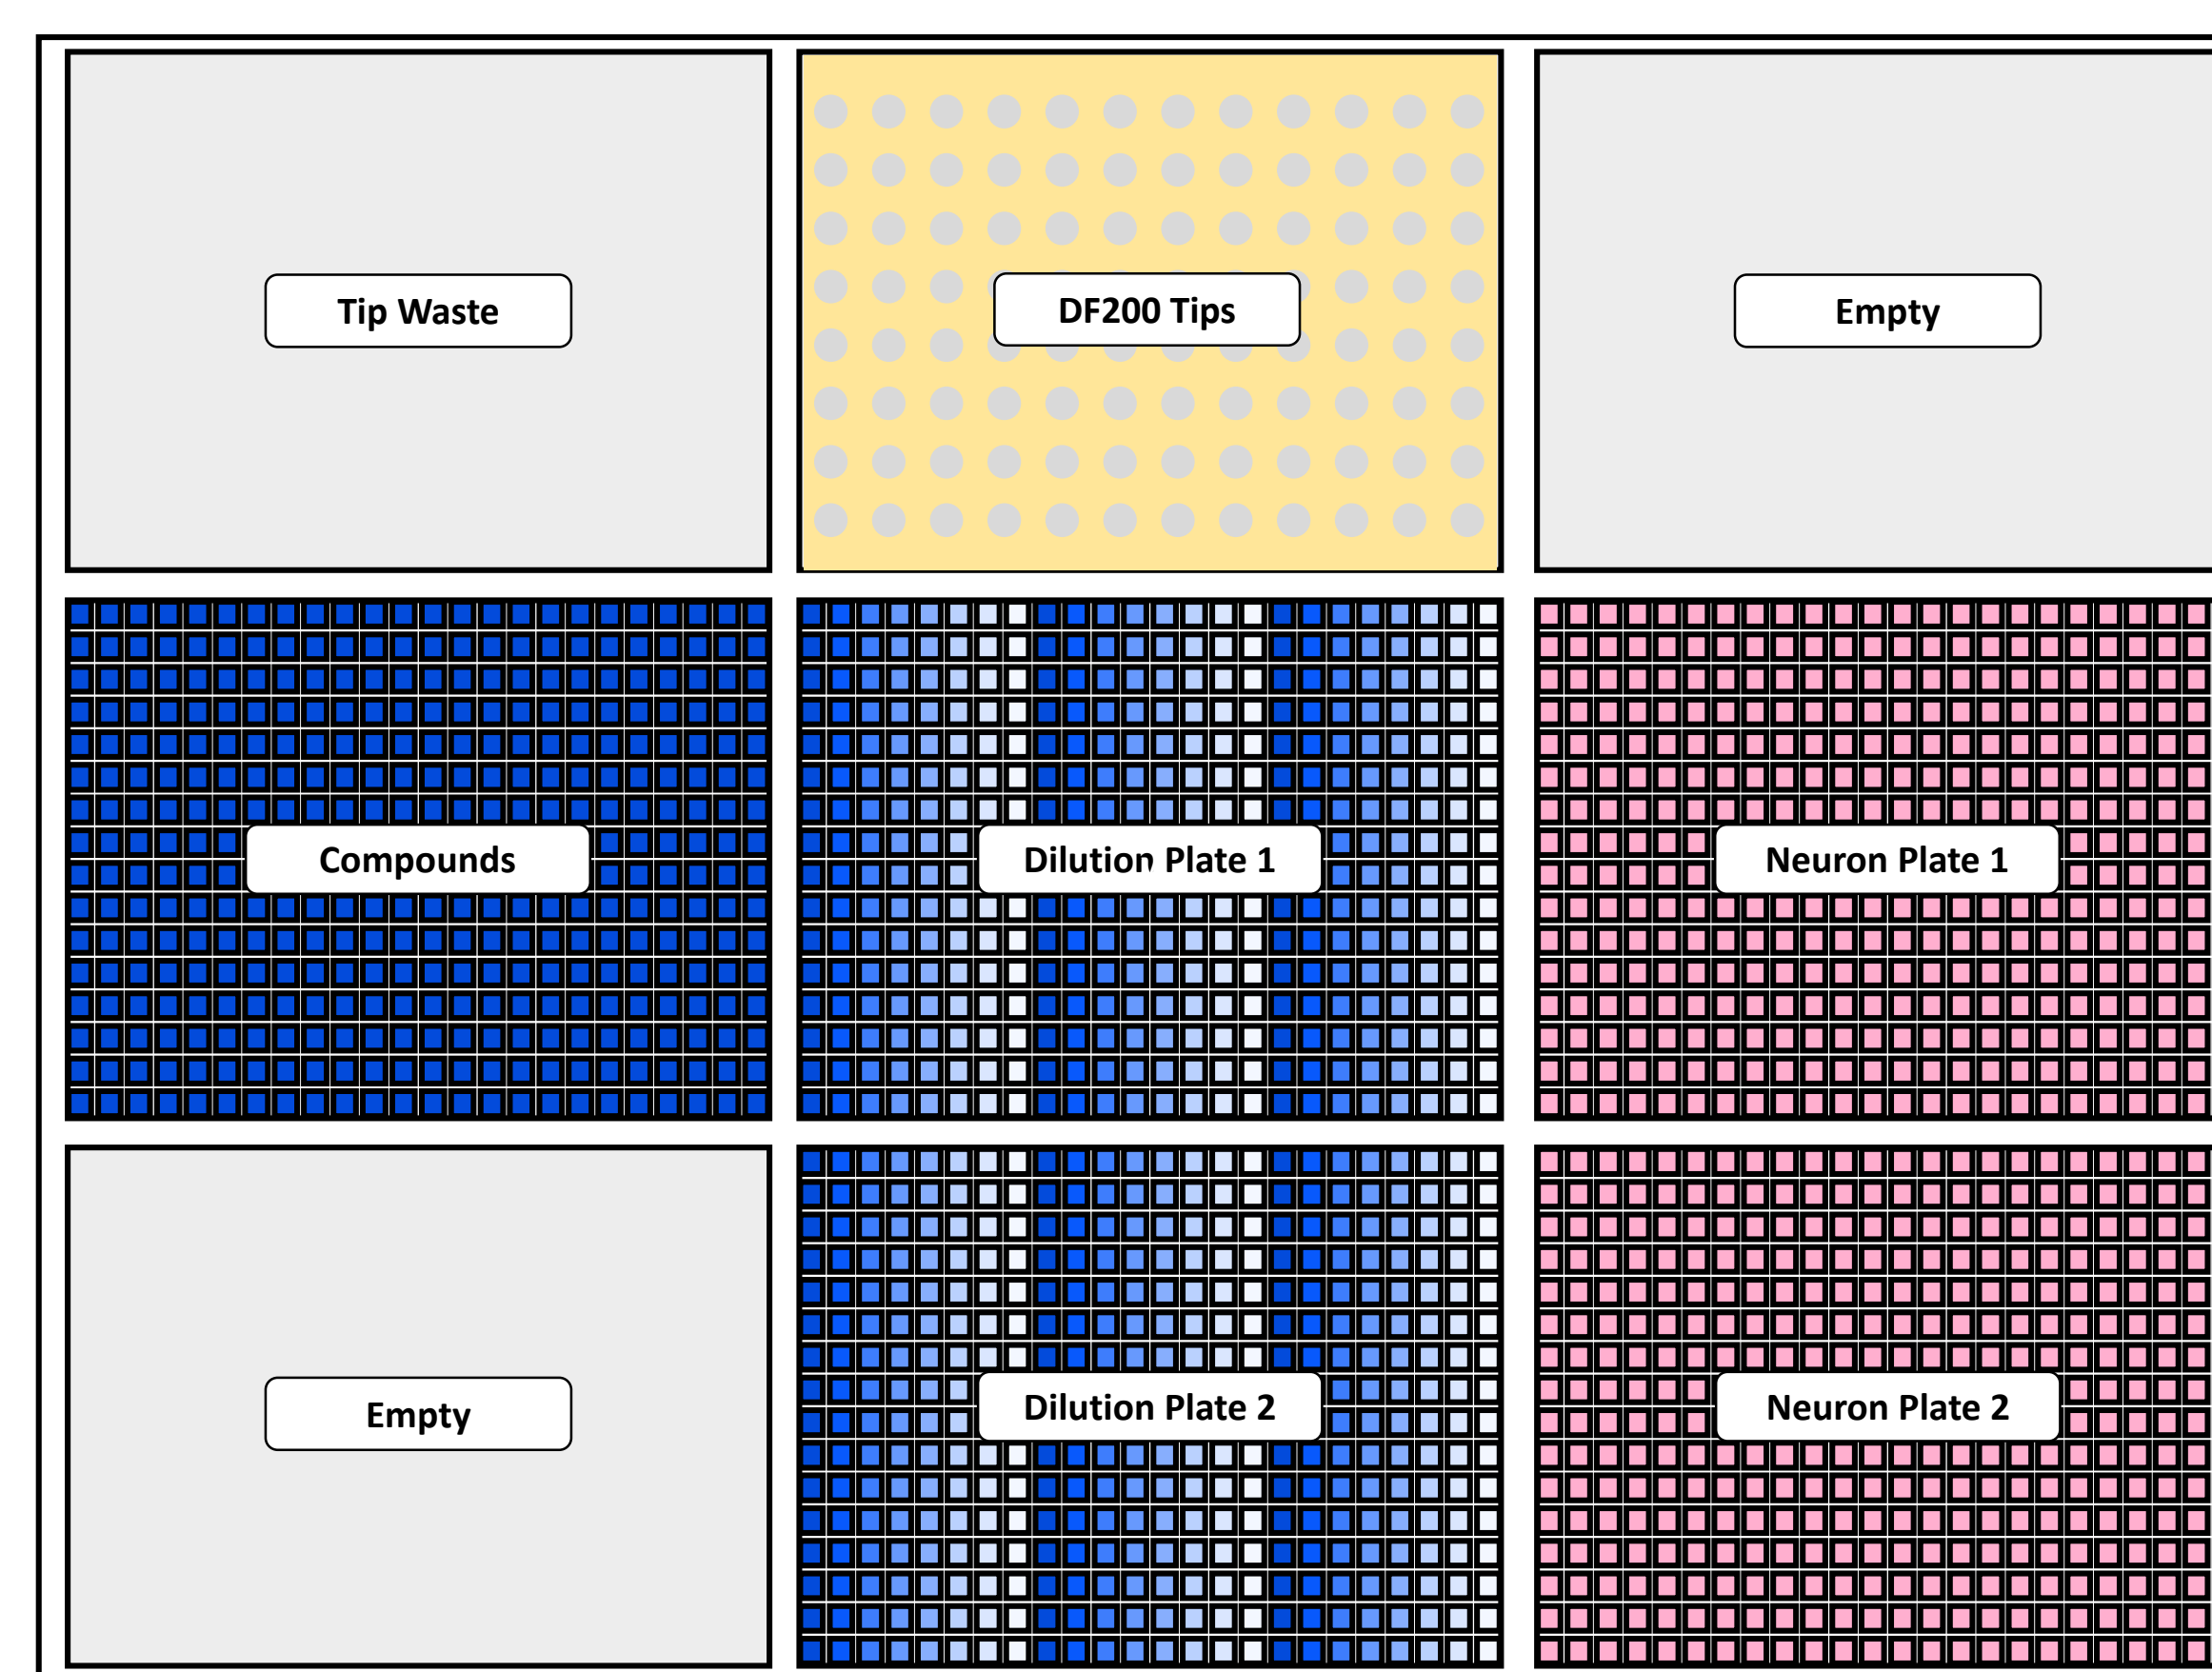 Tip Waste
DF200 Tips
Empty
Compounds
Dilution Plate 1
Neuron Plate 1
Empty
Dilution Plate 2
Neuron Plate 2